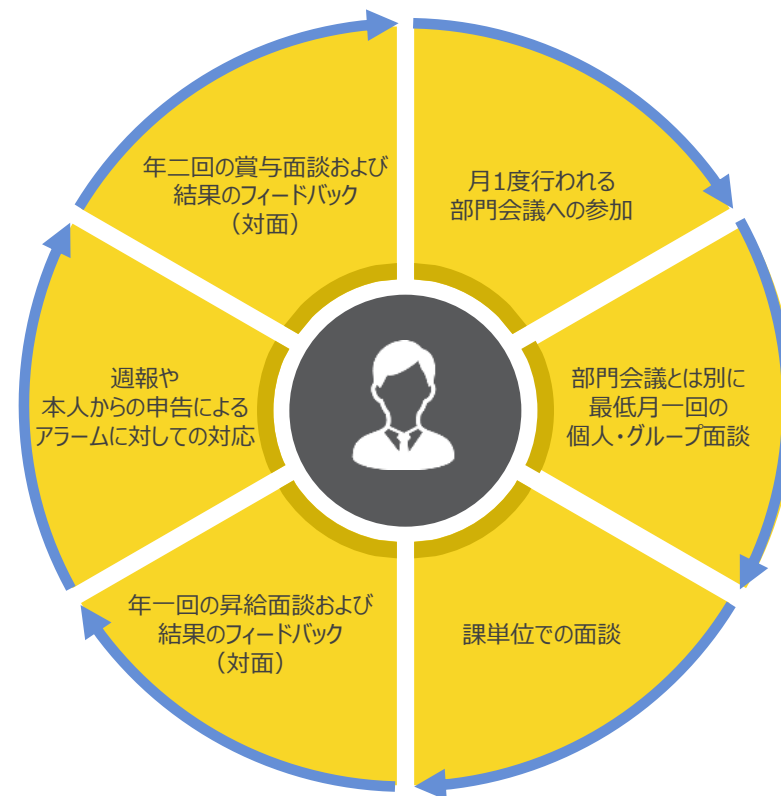 年二回の賞与面談および
結果のフィードバック
（対面）
月1度行われる
部門会議への参加
部門会議とは別に
最低月一回の
個人・グループ面談
課単位での面談
年一回の昇給面談および
結果のフィードバック
（対面）
週報や
本人からの申告による
アラームに対しての対応